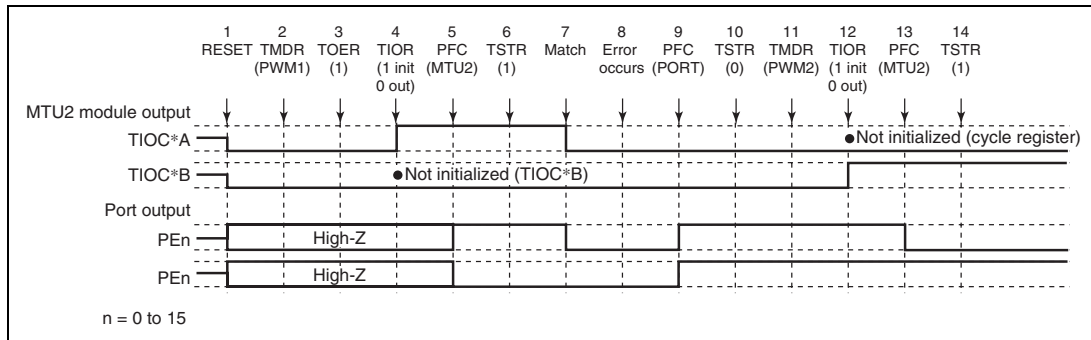 1 2 3 4 5 6 7 8 9 10 11 12 13 14
RESET TMDR TOER TIOR PFC TSTR Match Error PFC TSTR TMDR TIOR PFC TSTR
(PWM1) (1) (1 init (MTU2) (1) occurs (PORT) (0) (PWM2) (1 init (MTU2) (1)
0 out) 0 out)
MTU2 module output
TIOC*A ●Not initialized (cycle register)
TIOC*B ●Not initialized (TIOC*B)
Port output
PEn High-Z
PEn High-Z
n = 0 to 15